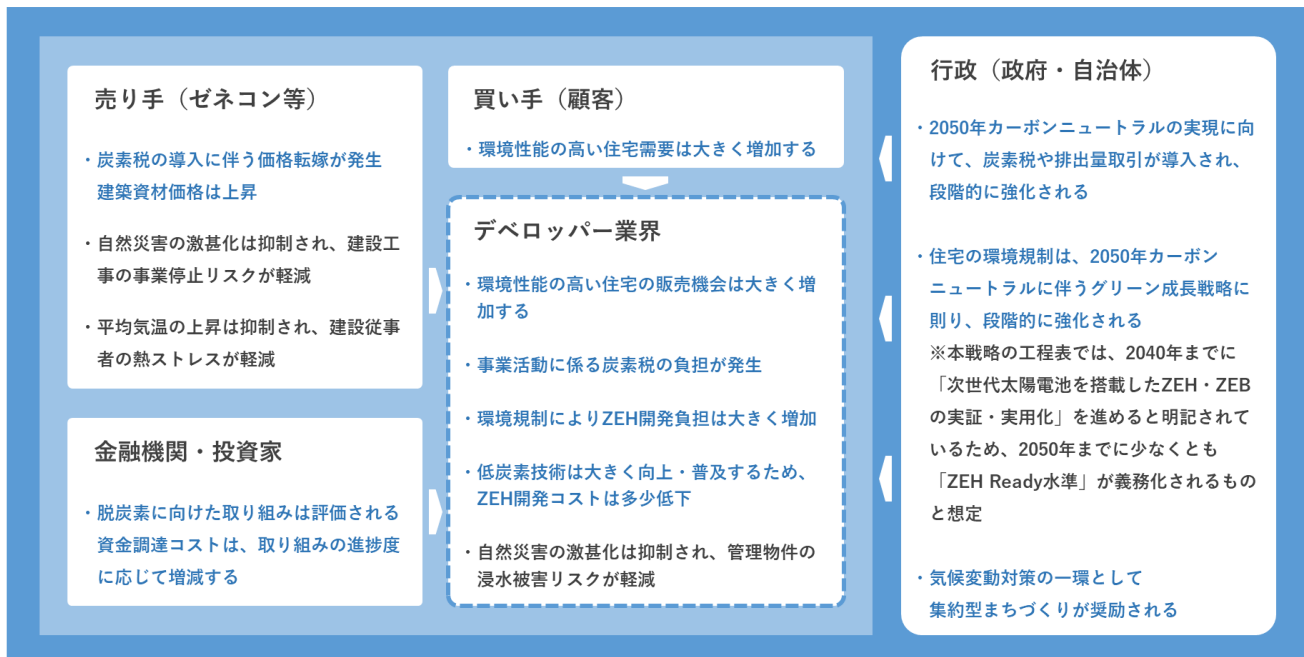 売り手（ゼネコン等）
・炭素税の導入に伴う価格転嫁が発生
建築資材価格は上昇
・自然災害の激甚化は抑制され、建設工
事の事業停止リスクが軽減
・平均気温の上昇は抑制され、建設従事
者の熱ストレスが軽減
金融機関・投資家
・脱炭素に向けた取り組みは評価される
資金調達コストは、取り組みの進捗度
に応じて増減する
買い手（顧客）
・環境性能の高い住宅需要は大きく増加する
デベロッパー業界
・環境性能の高い住宅の販売機会は大きく増
加する
・事業活動に係る炭素税の負担が発生
・環境規制によりZEH開発負担は大きく増加
・低炭素技術は大きく向上・普及するため、
ZEH開発コストは多少低下
・自然災害の激甚化は抑制され、管理物件の
浸水被害リスクが軽減
行政（政府・自治体）
・2050年カーボンニュートラルの実現に向
けて、炭素税や排出量取引が導入され、
段階的に強化される
・住宅の環境規制は、2050年カーボン
ニュートラルに伴うグリーン成長戦略に
則り、段階的に強化される
※本戦略の工程表では、2040年までに
「次世代太陽電池を搭載したZEH・ZEB
の実証・実用化」を進めると明記されて
いるため、2050年までに少なくとも
「ZEH Ready水準」が義務化されるもの
と想定
・気候変動対策の一環として
集約型まちづくりが奨励される